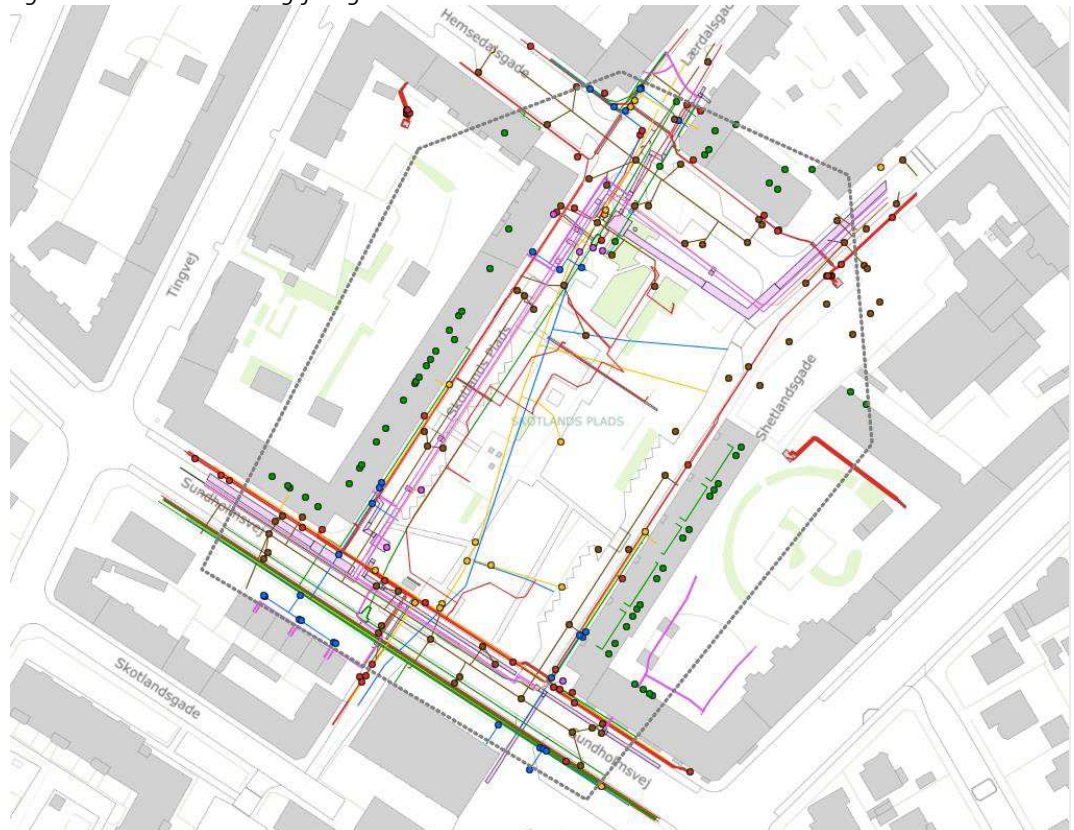 Hemsedalsgade
Lærdalsgade
Tingvej
Skotlands Plads
SKOTLANDS PLADS
Shetlandsgade
Sundholmsvej
Skotlandsgade
Sundholmsvej